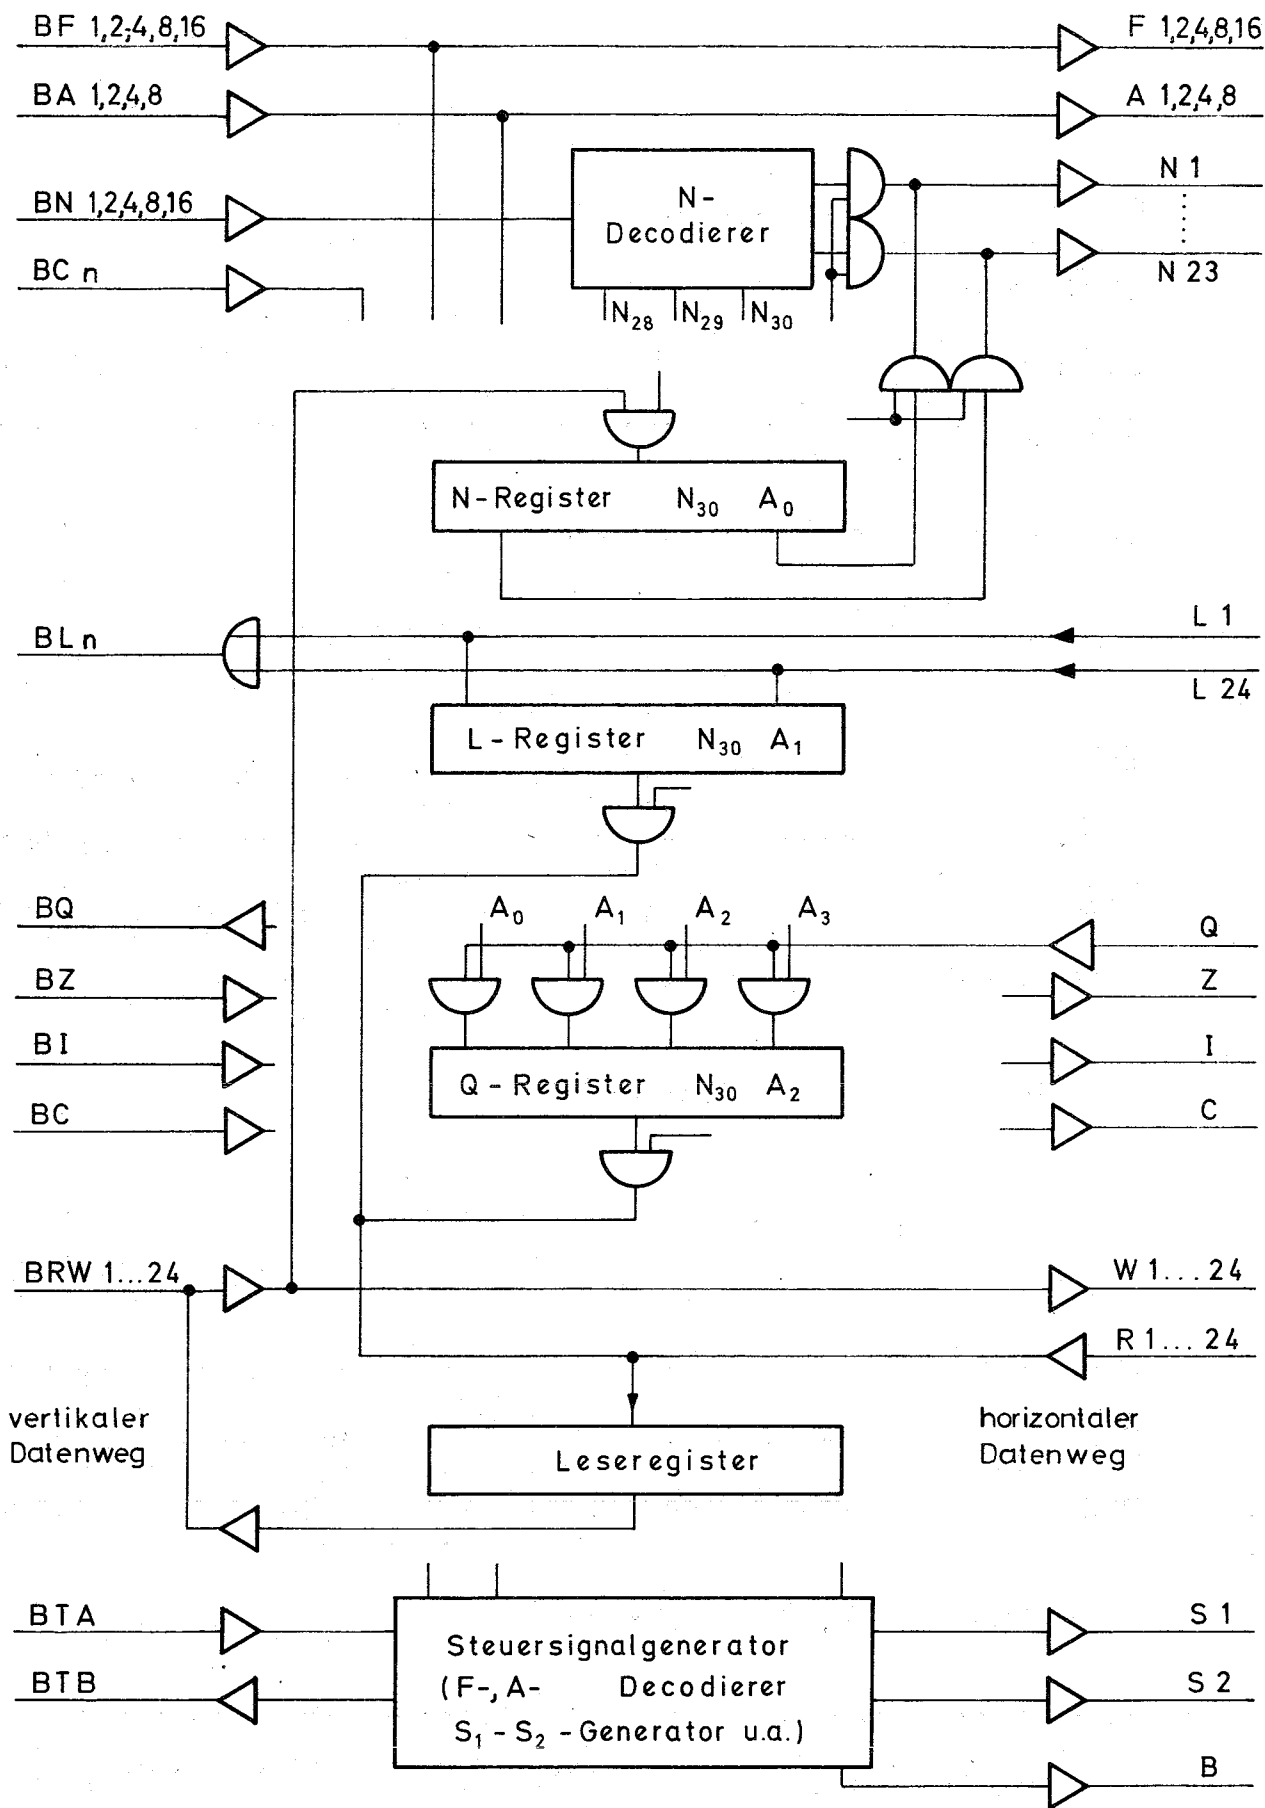 BF 1,2,4,8,16
F 1,2,4,8,16
BA 1,2,4,8
A 1,2,4,8
N-
Decodierer
N 1
BN 1,2,4,8,16
N 23
BC n
N28 N29 N30
N-Register N30 A0
L 1
BL n
L 24
L-Register N30 A1
A0 A1 A2 A3
BQ
Q
BZ
Z
BI
I
Q-Register N30 A2
BC
C
BRW 1...24
W 1...24
R 1...24
vertikaler
Datenweg
horizontaler
Datenweg
Leseregister
BTA
S 1
Steuersignalgenerator
(F-, A- Decodierer
S1 - S2 -Generator u.a.)
BTB
S 2
B